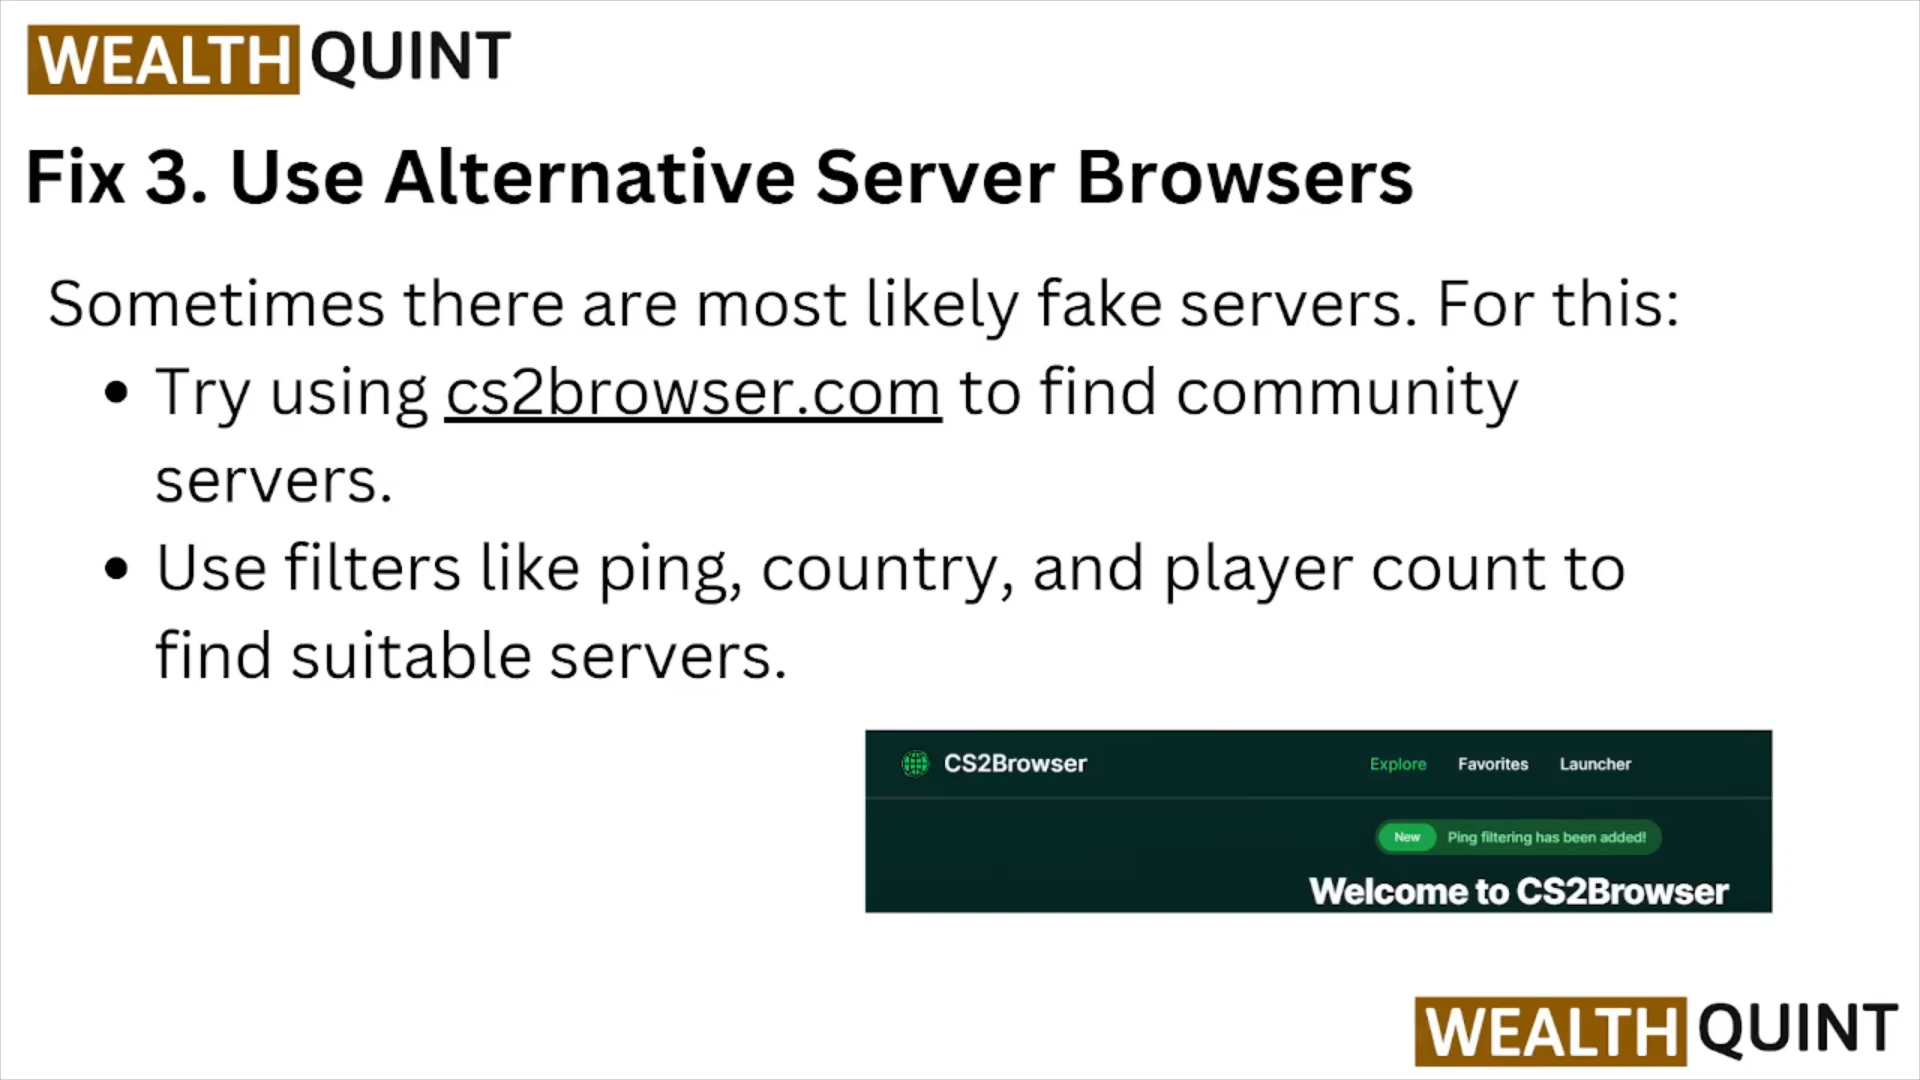 WEALTH QUINT
Fix 3. Use Alternative Server Browsers
Sometimes there are most likely fake servers. For this:
• Try using cs2browser.com to find community
servers.
• Use filters like ping, country, and player count to
find suitable servers.
CS2Browser Explore Favorites Launcher
New Ping filtering has been added!
Welcome to CS2Browser
WEALTH QUINT